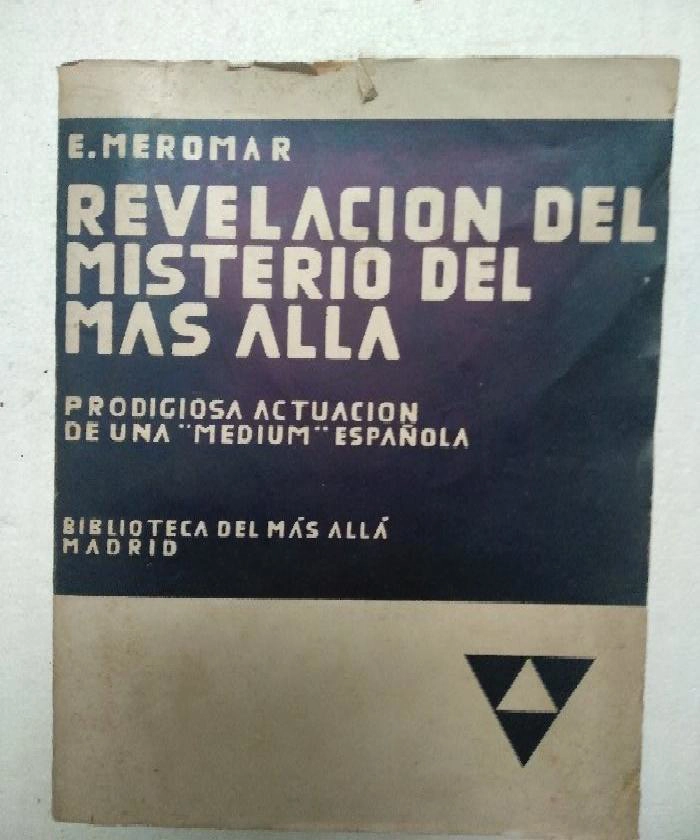 E. MEROMAR
REVELACION DEL
MISTERIO DEL
MAS ALLA
PRODIGIOSA ACTUACION
DE UNA "MEDIUM" ESPAÑOLA
BIBLIOTECA DEL MÁS ALLÁ
MADRID